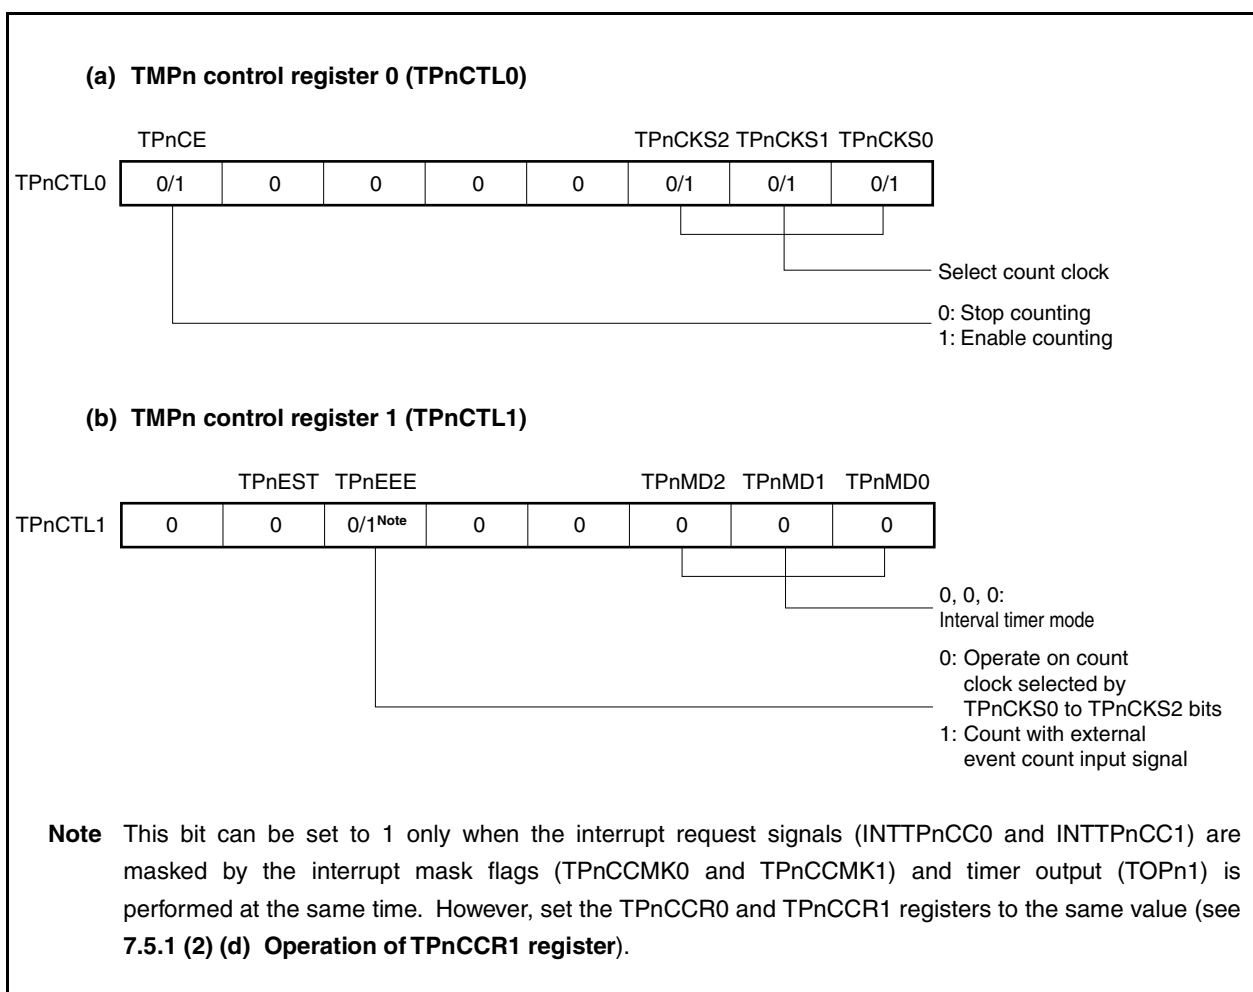 (a) TMPn control register 0 (TPnCTL0)
TPnCE TPnCKS2 TPnCKS1 TPnCKS0
TPnCTL0 0/1 0 0 0 0 0/1 0/1 0/1
Select count clock
0: Stop counting
1: Enable counting
(b) TMPn control register 1 (TPnCTL1)
TPnEST TPnEEE TPnMD2 TPnMD1 TPnMD0
TPnCTL1 0 0 0/1Note 0 0 0 0 0
0, 0, 0:
Interval timer mode
0: Operate on count
clock selected by
TPnCKS0 to TPnCKS2 bits
1: Count with external
event count input signal
Note This bit can be set to 1 only when the interrupt request signals (INTTPnCC0 and INTTPnCC1) are
masked by the interrupt mask flags (TPnCCMK0 and TPnCCMK1) and timer output (TOPn1) is
performed at the same time. However, set the TPnCCR0 and TPnCCR1 registers to the same value (see
7.5.1 (2) (d) Operation of TPnCCR1 register).